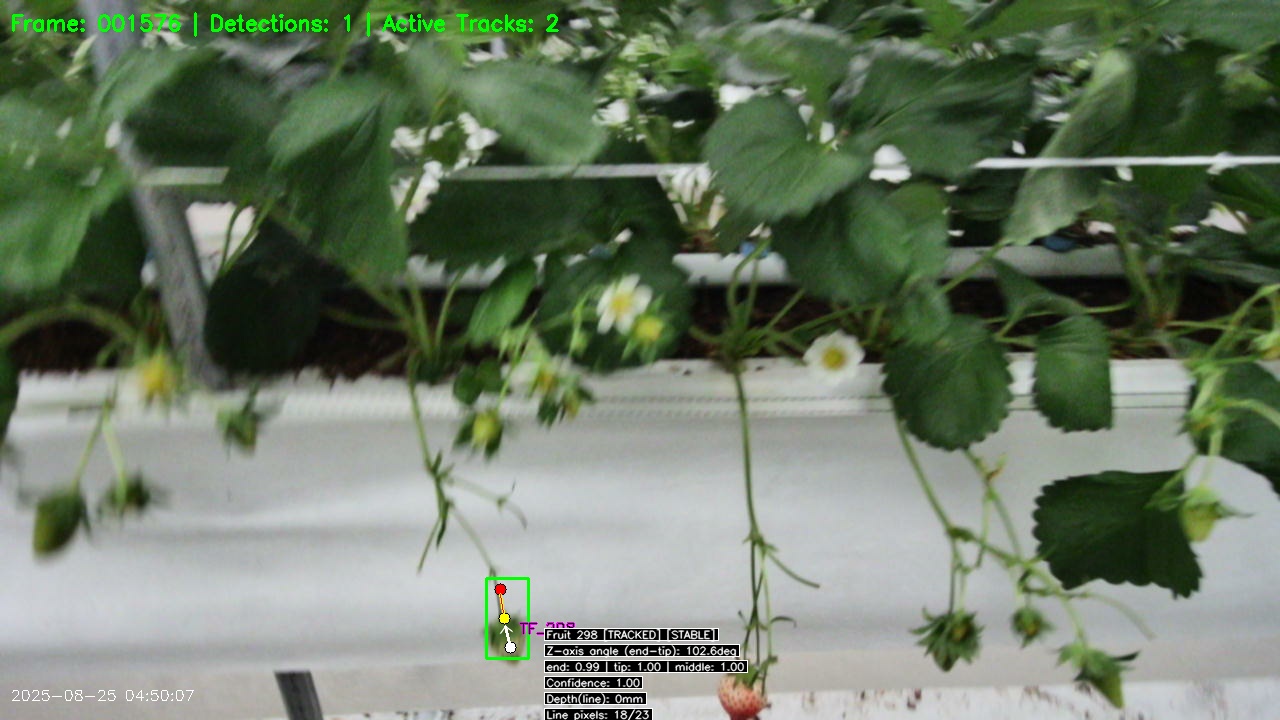 Frame: 001576 | Detections: 1 | Active Tracks: 2
TF_298
Fruit 298 [TRACKED] [STABLE]
Z-axis angle (end-tip): 102.6deg
end: 0.99 | tip: 1.00 | middle: 1.00
Confidence: 1.00
Depth(line): 0mm
Line pixels: 18/23
2025-08-25 04:50:07